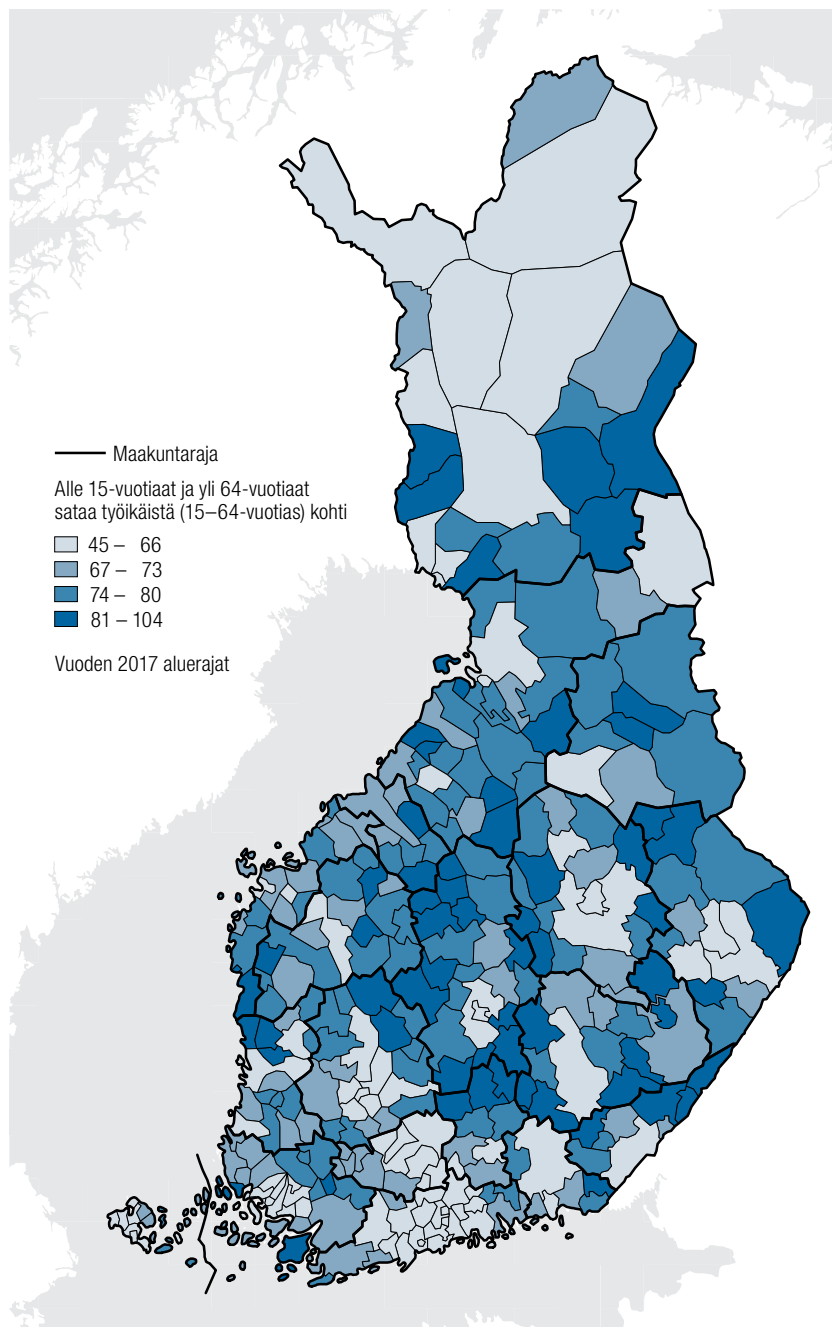 Maakuntaraja
Alle 15-vuotiaat ja yli 64-vuotiaat
sataa työikäistä (15–64-vuotias) kohti
45 – 66
67 – 73
74 – 80
81 – 104
Vuoden 2017 aluerajat